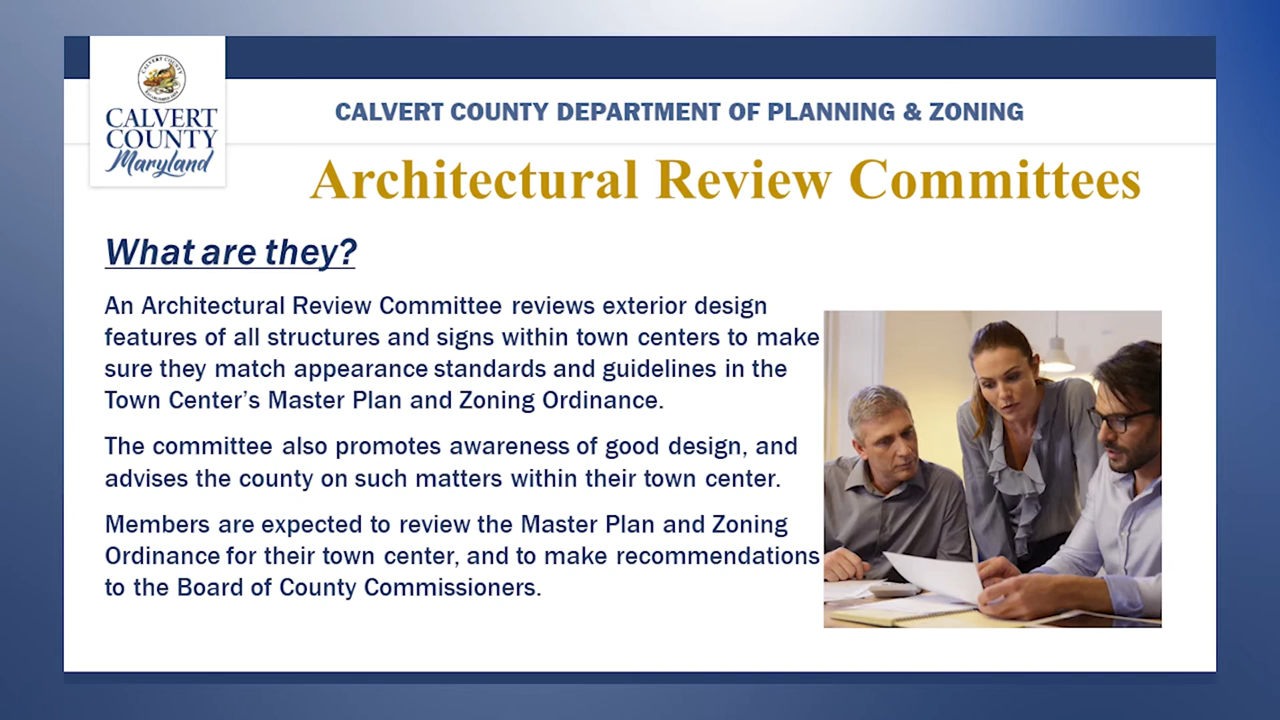 CALVERT COUNTY
CALVERT
COUNTY
Maryland
CALVERT COUNTY DEPARTMENT OF PLANNING & ZONING
Architectural Review Committees
What are they?
An Architectural Review Committee reviews exterior design
features of all structures and signs within town centers to make
sure they match appearance standards and guidelines in the
Town Center’s Master Plan and Zoning Ordinance.
The committee also promotes awareness of good design, and
advises the county on such matters within their town center.
Members are expected to review the Master Plan and Zoning
Ordinance for their town center, and to make recommendations
to the Board of County Commissioners.